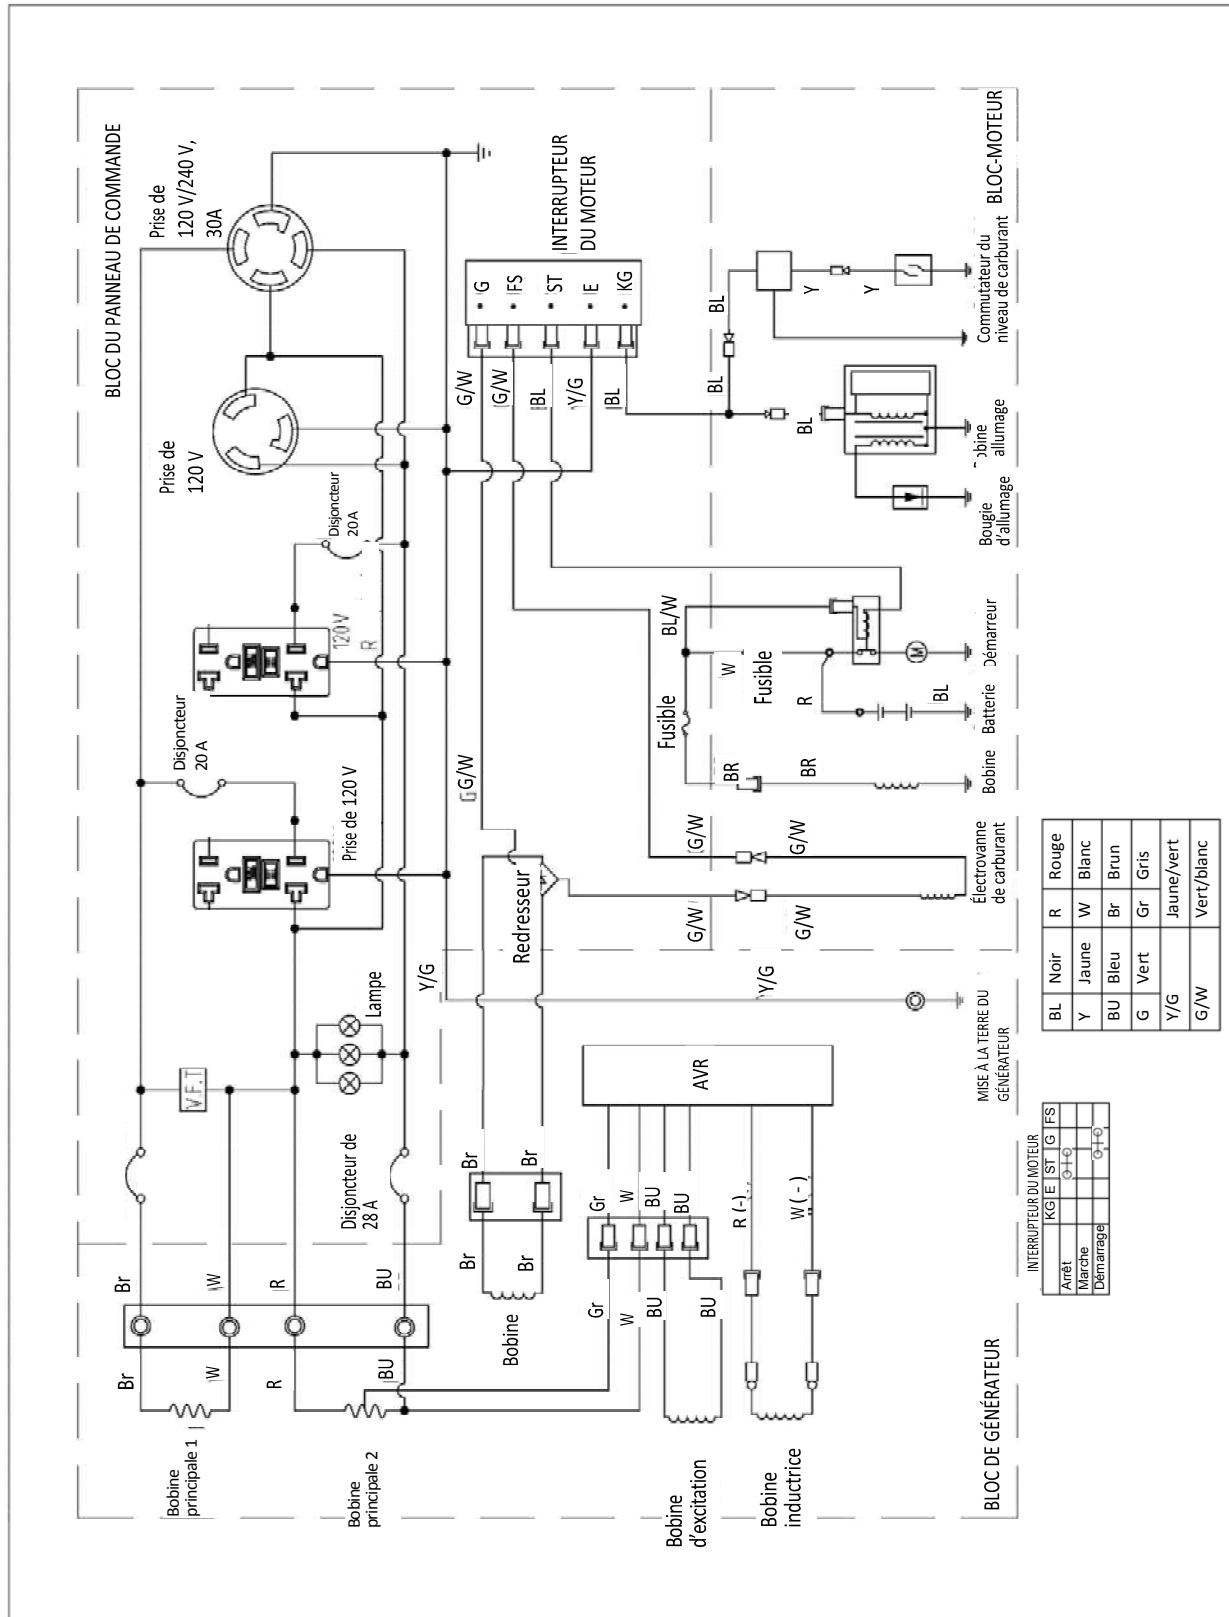 BLOC DU PANNEAU DE COMMANDE
Prise de
120 V/240 V,
30A
Prise de
120 V
Disjoncteur
20 A
120V
R
Disjoncteur
20 A
Prise de 120 V
Lampe
V.F.T
Disjoncteur de
28 A
Y/G
INTERRUPTEUR
DU MOTEUR
G
FS
ST
E
KG
G/W
G/W
BL
Y/G
BL
BL
BL
BL
Y
Y
BLOC-MOTEUR
Commutateur du
niveau de carburant
allumage
Bougie
d'allumage
Démarreur
Batterie
Bobine
Électrovanne
de carburant
BL/W
W
Fusible
Fusible
R
BL
BR
BR
G/W
G/W
G/W
G/W
G/W
Redresseur
Y/G
MISE À LA TERRE DU
GÉNÉRATEUR
AVR
Br
Br
Br
Br
Bobine
Gr
W
BU
BU
R (-)
W ( - )
Gr
W
BU
BU
Br
W
R
BU
Br
W
R
BU
Bobine
principale 1
Bobine
principale 2
Bobine
d'excitation
Bobine
inductrice
BLOC DE GÉNÉRATEUR
INTERRUPTEUR DU MOTEUR
KG E ST G FS
Arrêt
Marche
Démarrage
BL Noir R Rouge
Y Jaune W Blanc
BU Bleu Br Brun
G Vert Gr Gris
Y/G Jaune/vert
G/W Vert/blanc